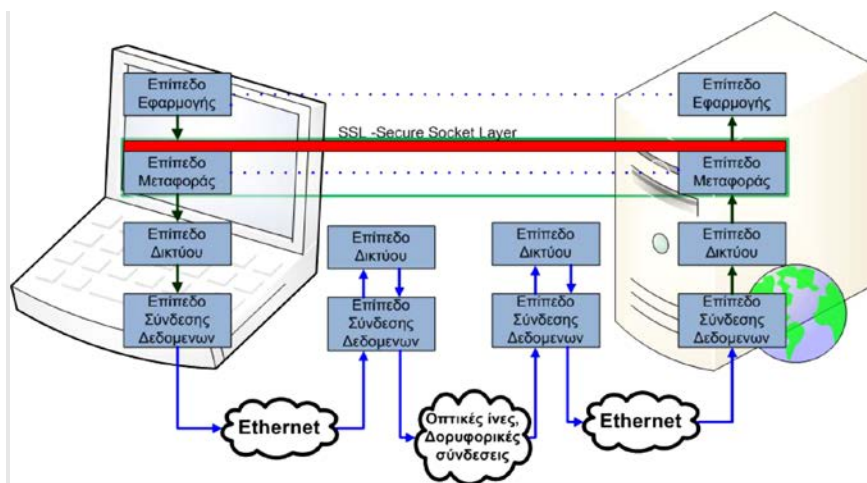 Επίπεδο
Εφαρμογής
Επίπεδο
Εφαρμογής
SSL -Secure Socket Layer
Επίπεδο
Μεταφοράς
Επίπεδο
Μεταφοράς
Επίπεδο
Δικτύου
Επίπεδο
Δικτύου
Επίπεδο
Δικτύου
Επίπεδο
Δικτύου
Επίπεδο
Σύνδεσης
Δεδομενων
Επίπεδο
Σύνδεσης
Δεδομενων
Επίπεδο
Σύνδεσης
Δεδομενων
Επίπεδο
Σύνδεσης
Δεδομενων
Ethernet
Οπτικές ίνες,
Δορυφορικές
σύνδεσεις
Ethernet